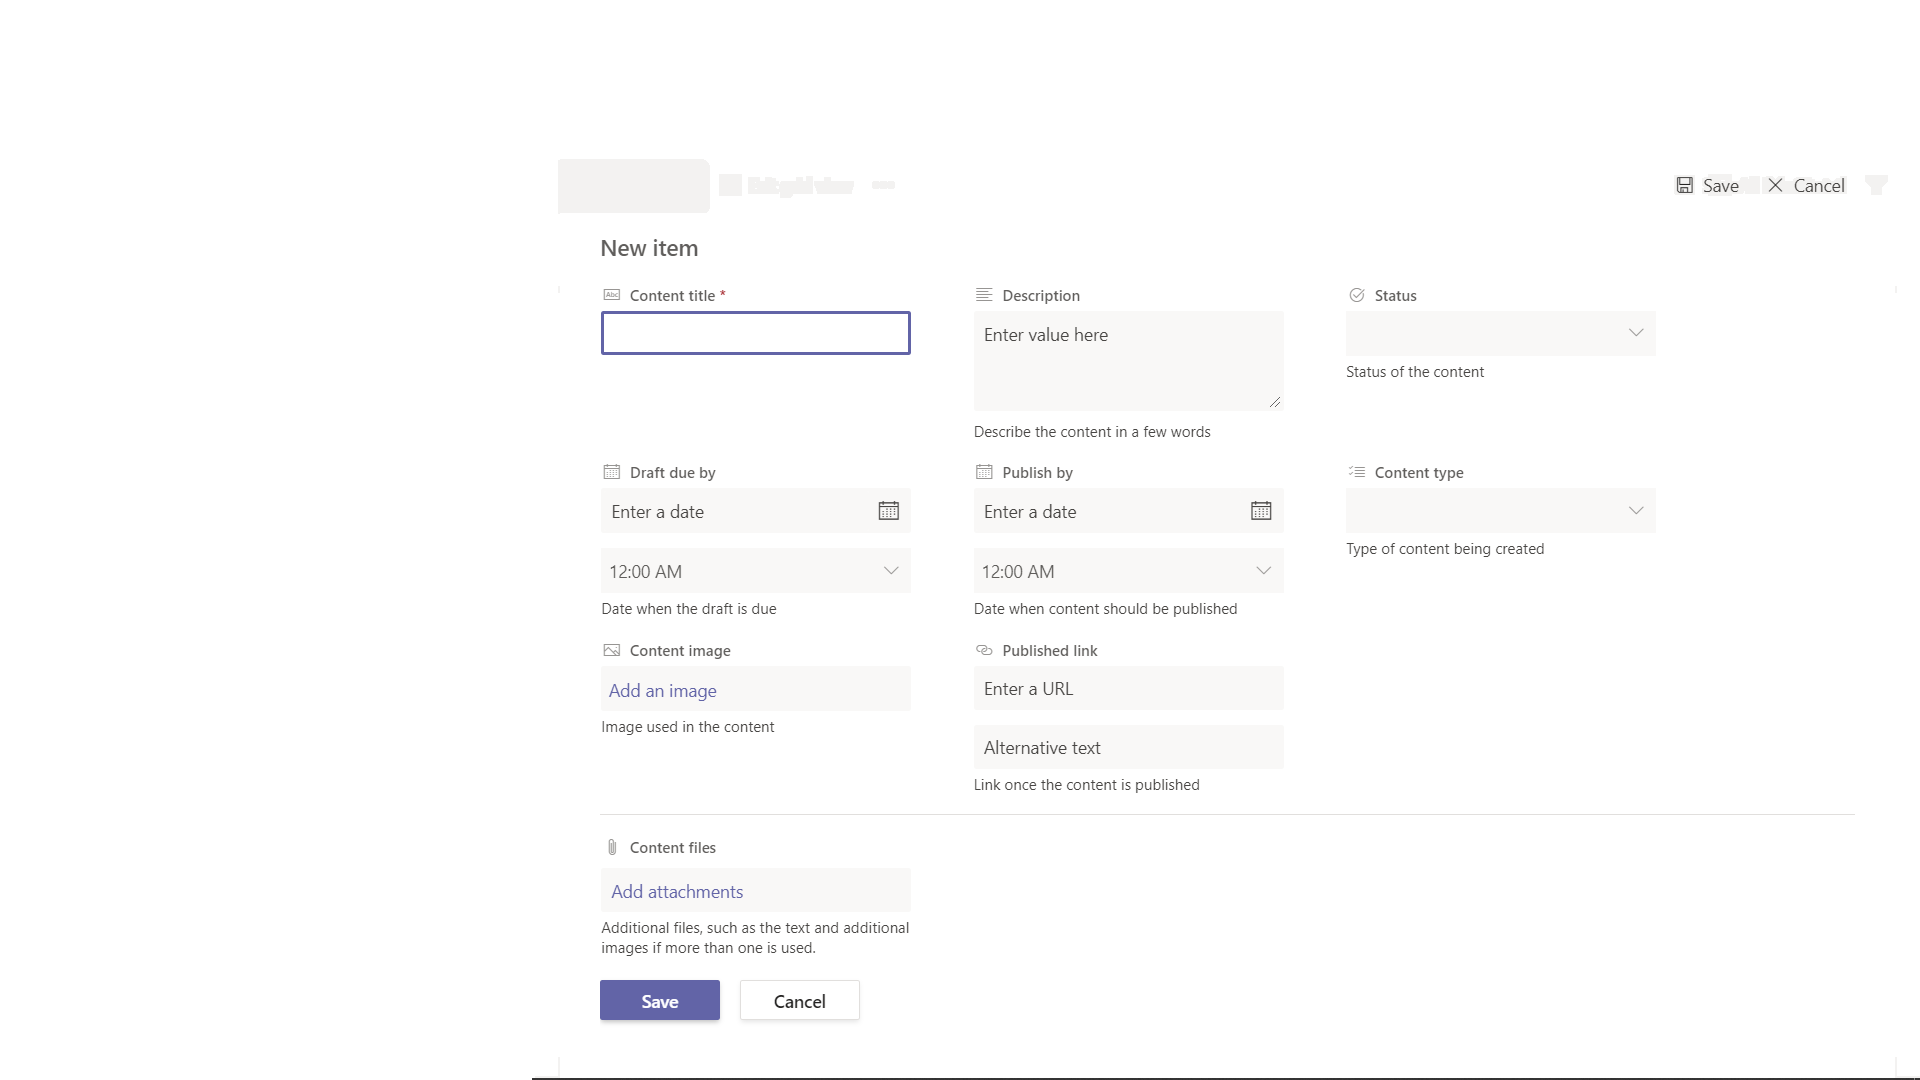 Save
Cancel
New item
Content title *
Description
Status
Enter value here
Status of the content
Describe the content in a few words
Draft due by
Publish by
Content type
Enter a date
Enter a date
12:00 AM
12:00 AM
Type of content being created
Date when the draft is due
Date when content should be published
Content image
Published link
Add an image
Enter a URL
Image used in the content
Alternative text
Link once the content is published
Content files
Add attachments
Additional files, such as the text and additional
images if more than one is used.
Save
Cancel